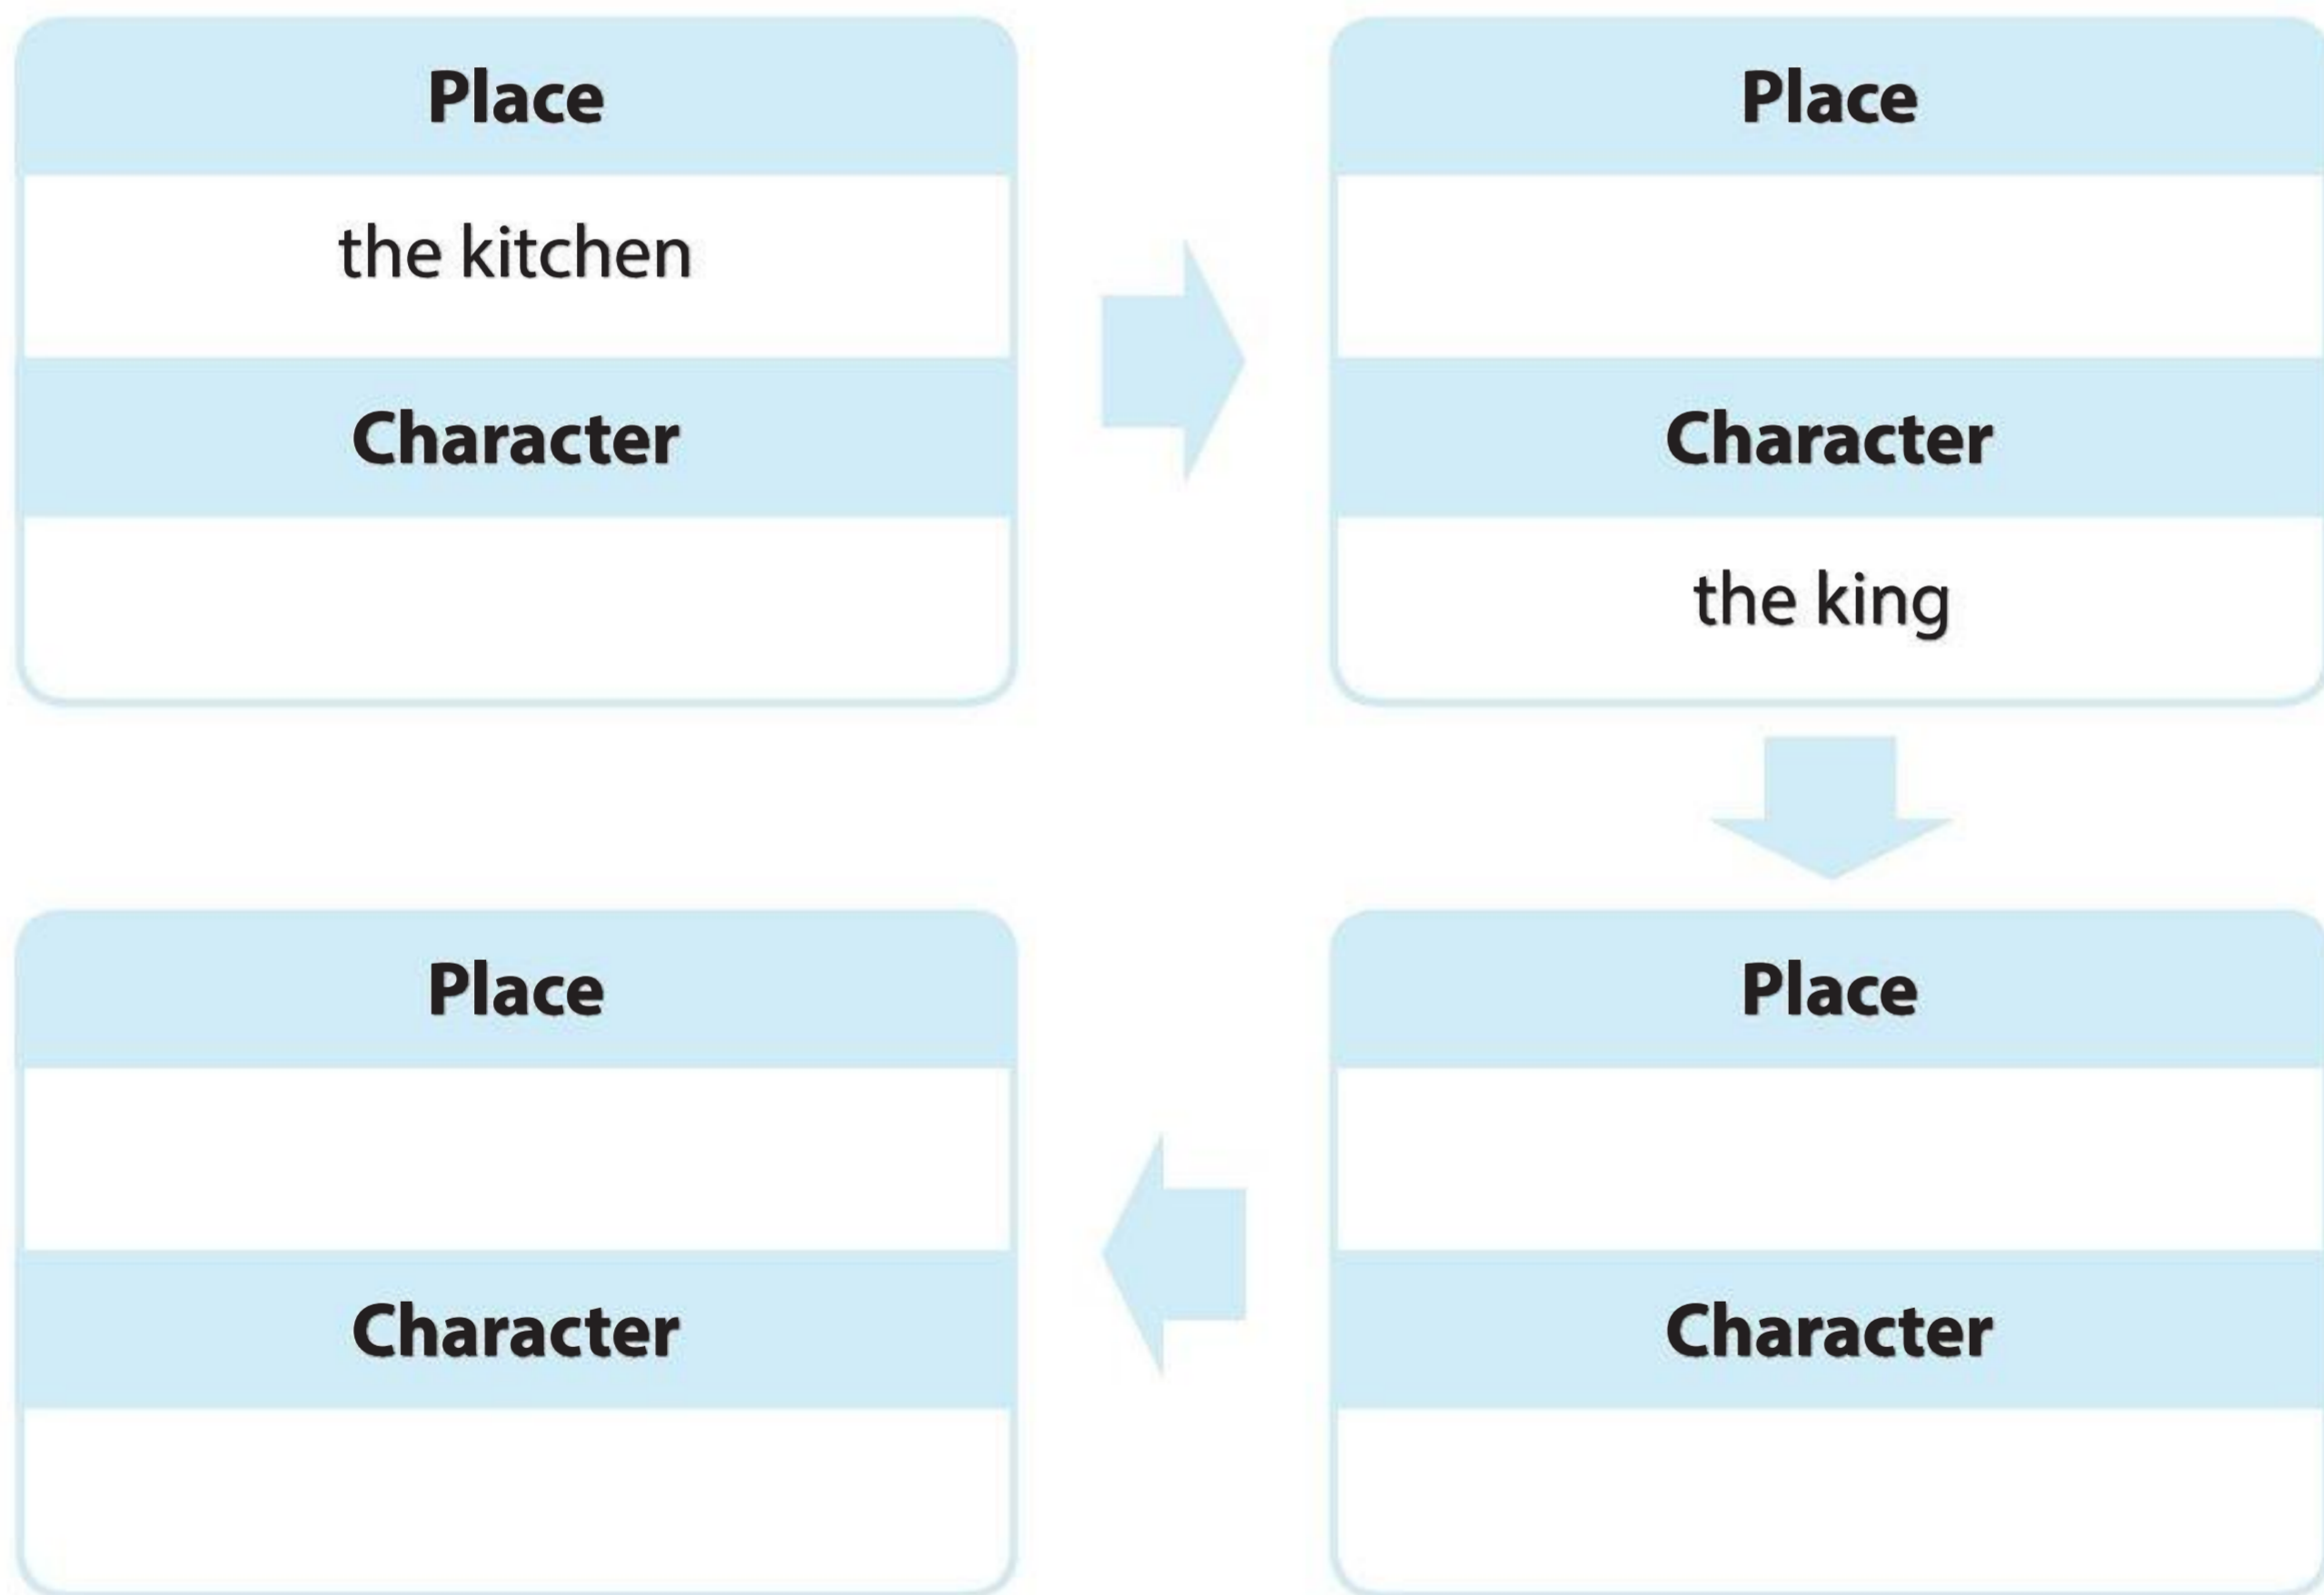 Place
the kitchen
Character
Place
Character
the king
Place
Character
Place
Character